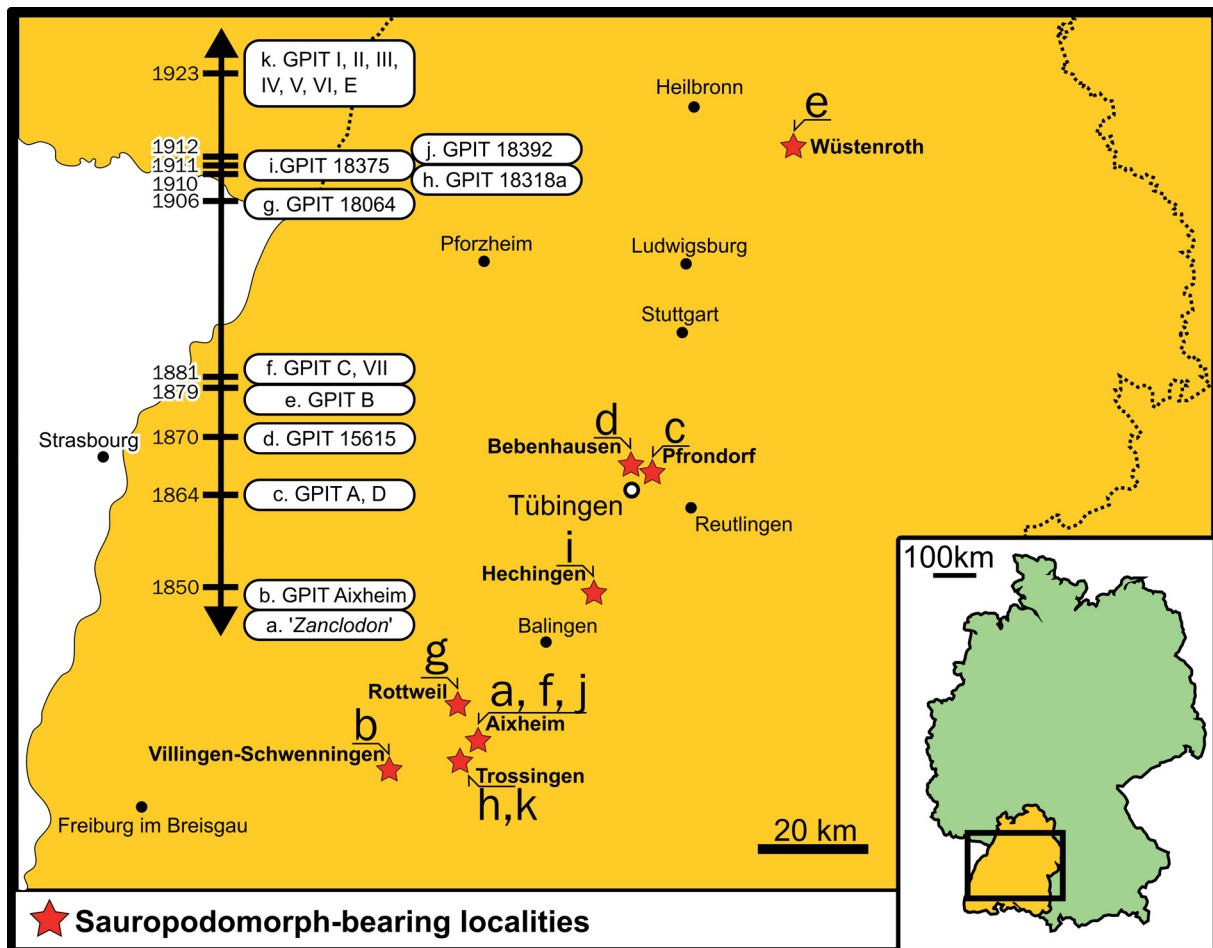 1923
k. GPIT I, II, III,
IV, V, VI, E
1912
1911
1910
1906
j. GPIT 18392
i.GPIT 18375
h. GPIT 18318a
g. GPIT 18064
1881
1879
f. GPIT C, VII
e. GPIT B
1870
d. GPIT 15615
1864
c. GPIT A, D
1850
b. GPIT Aixheim
a. 'Zanclodon'
Heilbronn
e
Wüstenroth
Pforzheim
Ludwigsburg
Stuttgart
Strasbourg
d
Bebenhausen
c
Pfrondorf
Tübingen
Reutlingen
i
Hechingen
Balingen
g
Rottweil
a, f, j
Aixheim
b
Villingen-Schwenningen
Trossingen
h,k
Freiburg im Breisgau
20 km
100km
Sauropodomorph-bearing localities